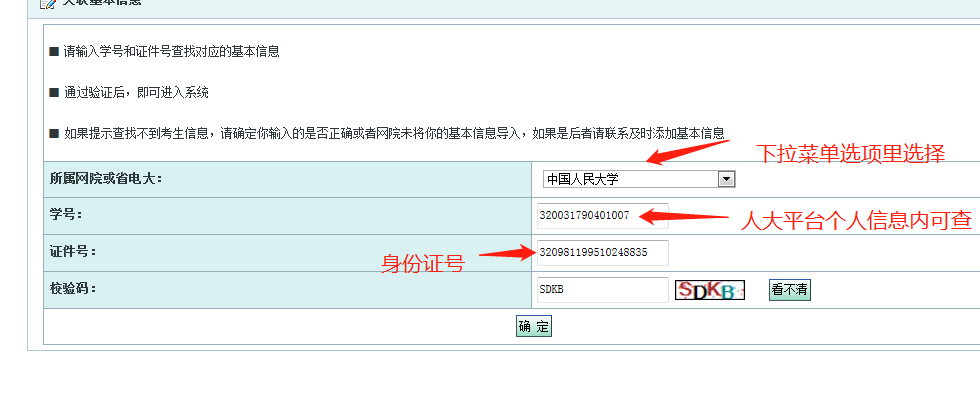 关联基本信息
■ 请输入学号和证件号查找对应的基本信息
■ 通过验证后，即可进入系统
■ 如果提示查找不到考生信息，请确定你输入的是否正确或者网院未将你的基本信息导入，如果是后者请联系及时添加基本信息
下拉菜单选项里选择
所属网院或省电大： 中国人民大学
学号： 320031790401007 人大平台个人信息内可查
证件号： 320981199510248835
身份证号
校验码： SDKB SDKB 看不清
确 定